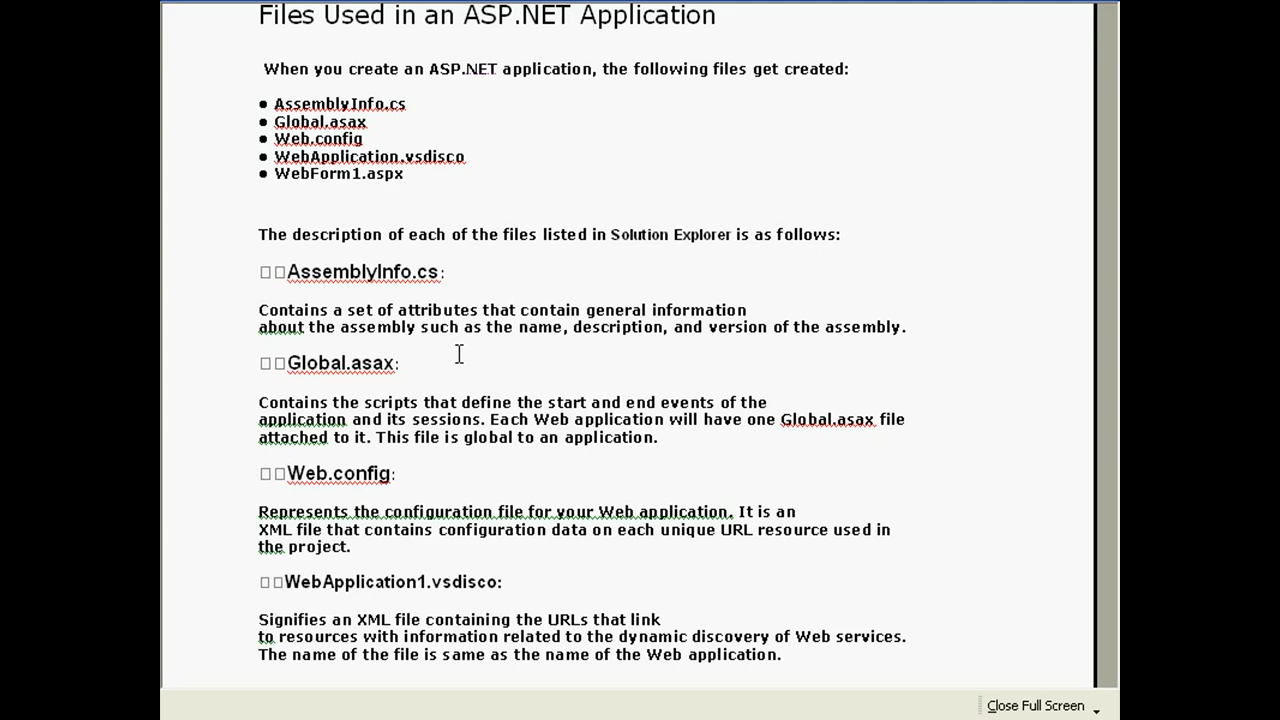 Files Used in an ASP.NET Application
When you create an ASP.NET application, the following files get created:
● AssemblyInfo.cs
● Global.asax
● Web.config
● WebApplication.vsdisco
● WebForm1.aspx
The description of each of the files listed in Solution Explorer is as follows:
□□AssemblyInfo.cs:
Contains a set of attributes that contain general information
about the assembly such as the name, description, and version of the assembly.
□□Global.asax:
Contains the scripts that define the start and end events of the
application and its sessions. Each Web application will have one Global.asax file
attached to it. This file is global to an application.
□□Web.config:
Represents the configuration file for your Web application. It is an
XML file that contains configuration data on each unique URL resource used in
the project.
□□WebApplication1.vsdisco:
Signifies an XML file containing the URLs that link
to resources with information related to the dynamic discovery of Web services.
The name of the file is same as the name of the Web application.
Close Full Screen